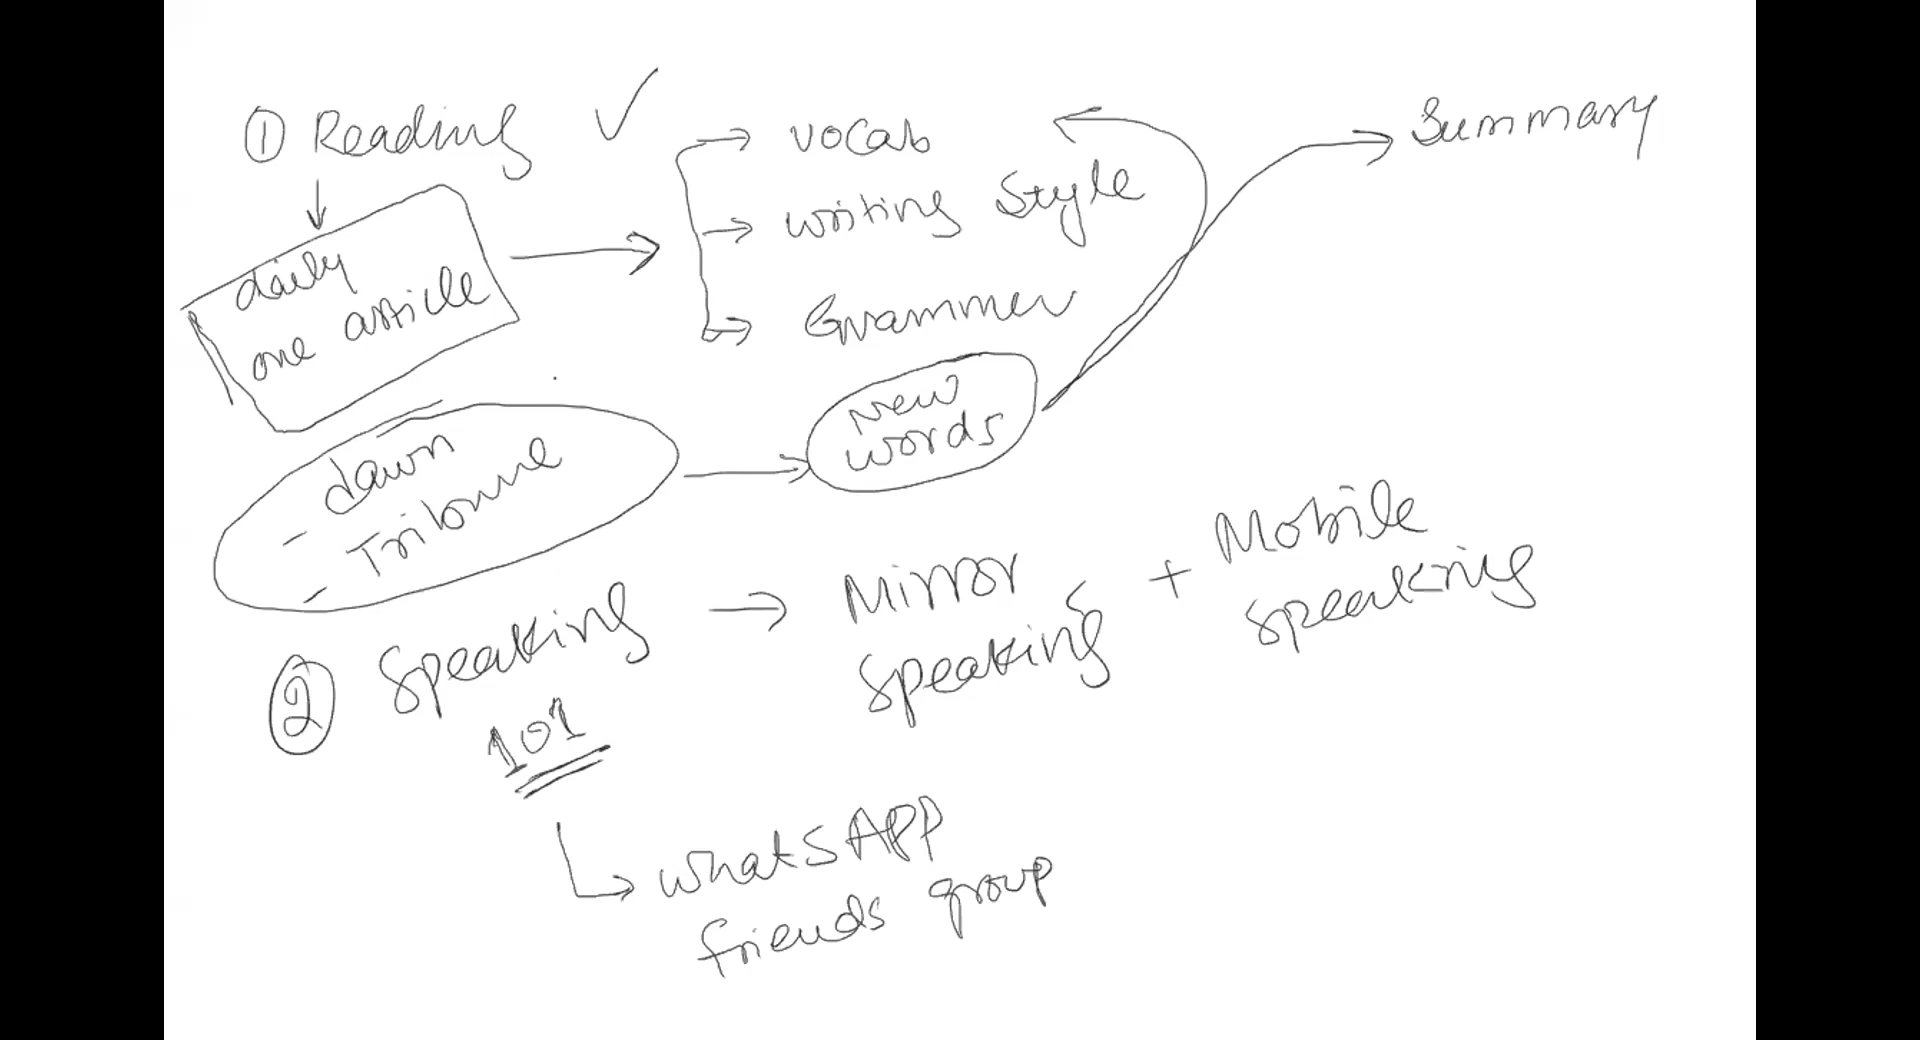 ① Reading ✓
daily
one article
→ vocab
→ writing Style
→ Grammer
Summary
- dawn
- Tribune
New
words
② Speaking → Mirror
speaking
+ Mobile
speaking
101
WhatsAPP
friends group